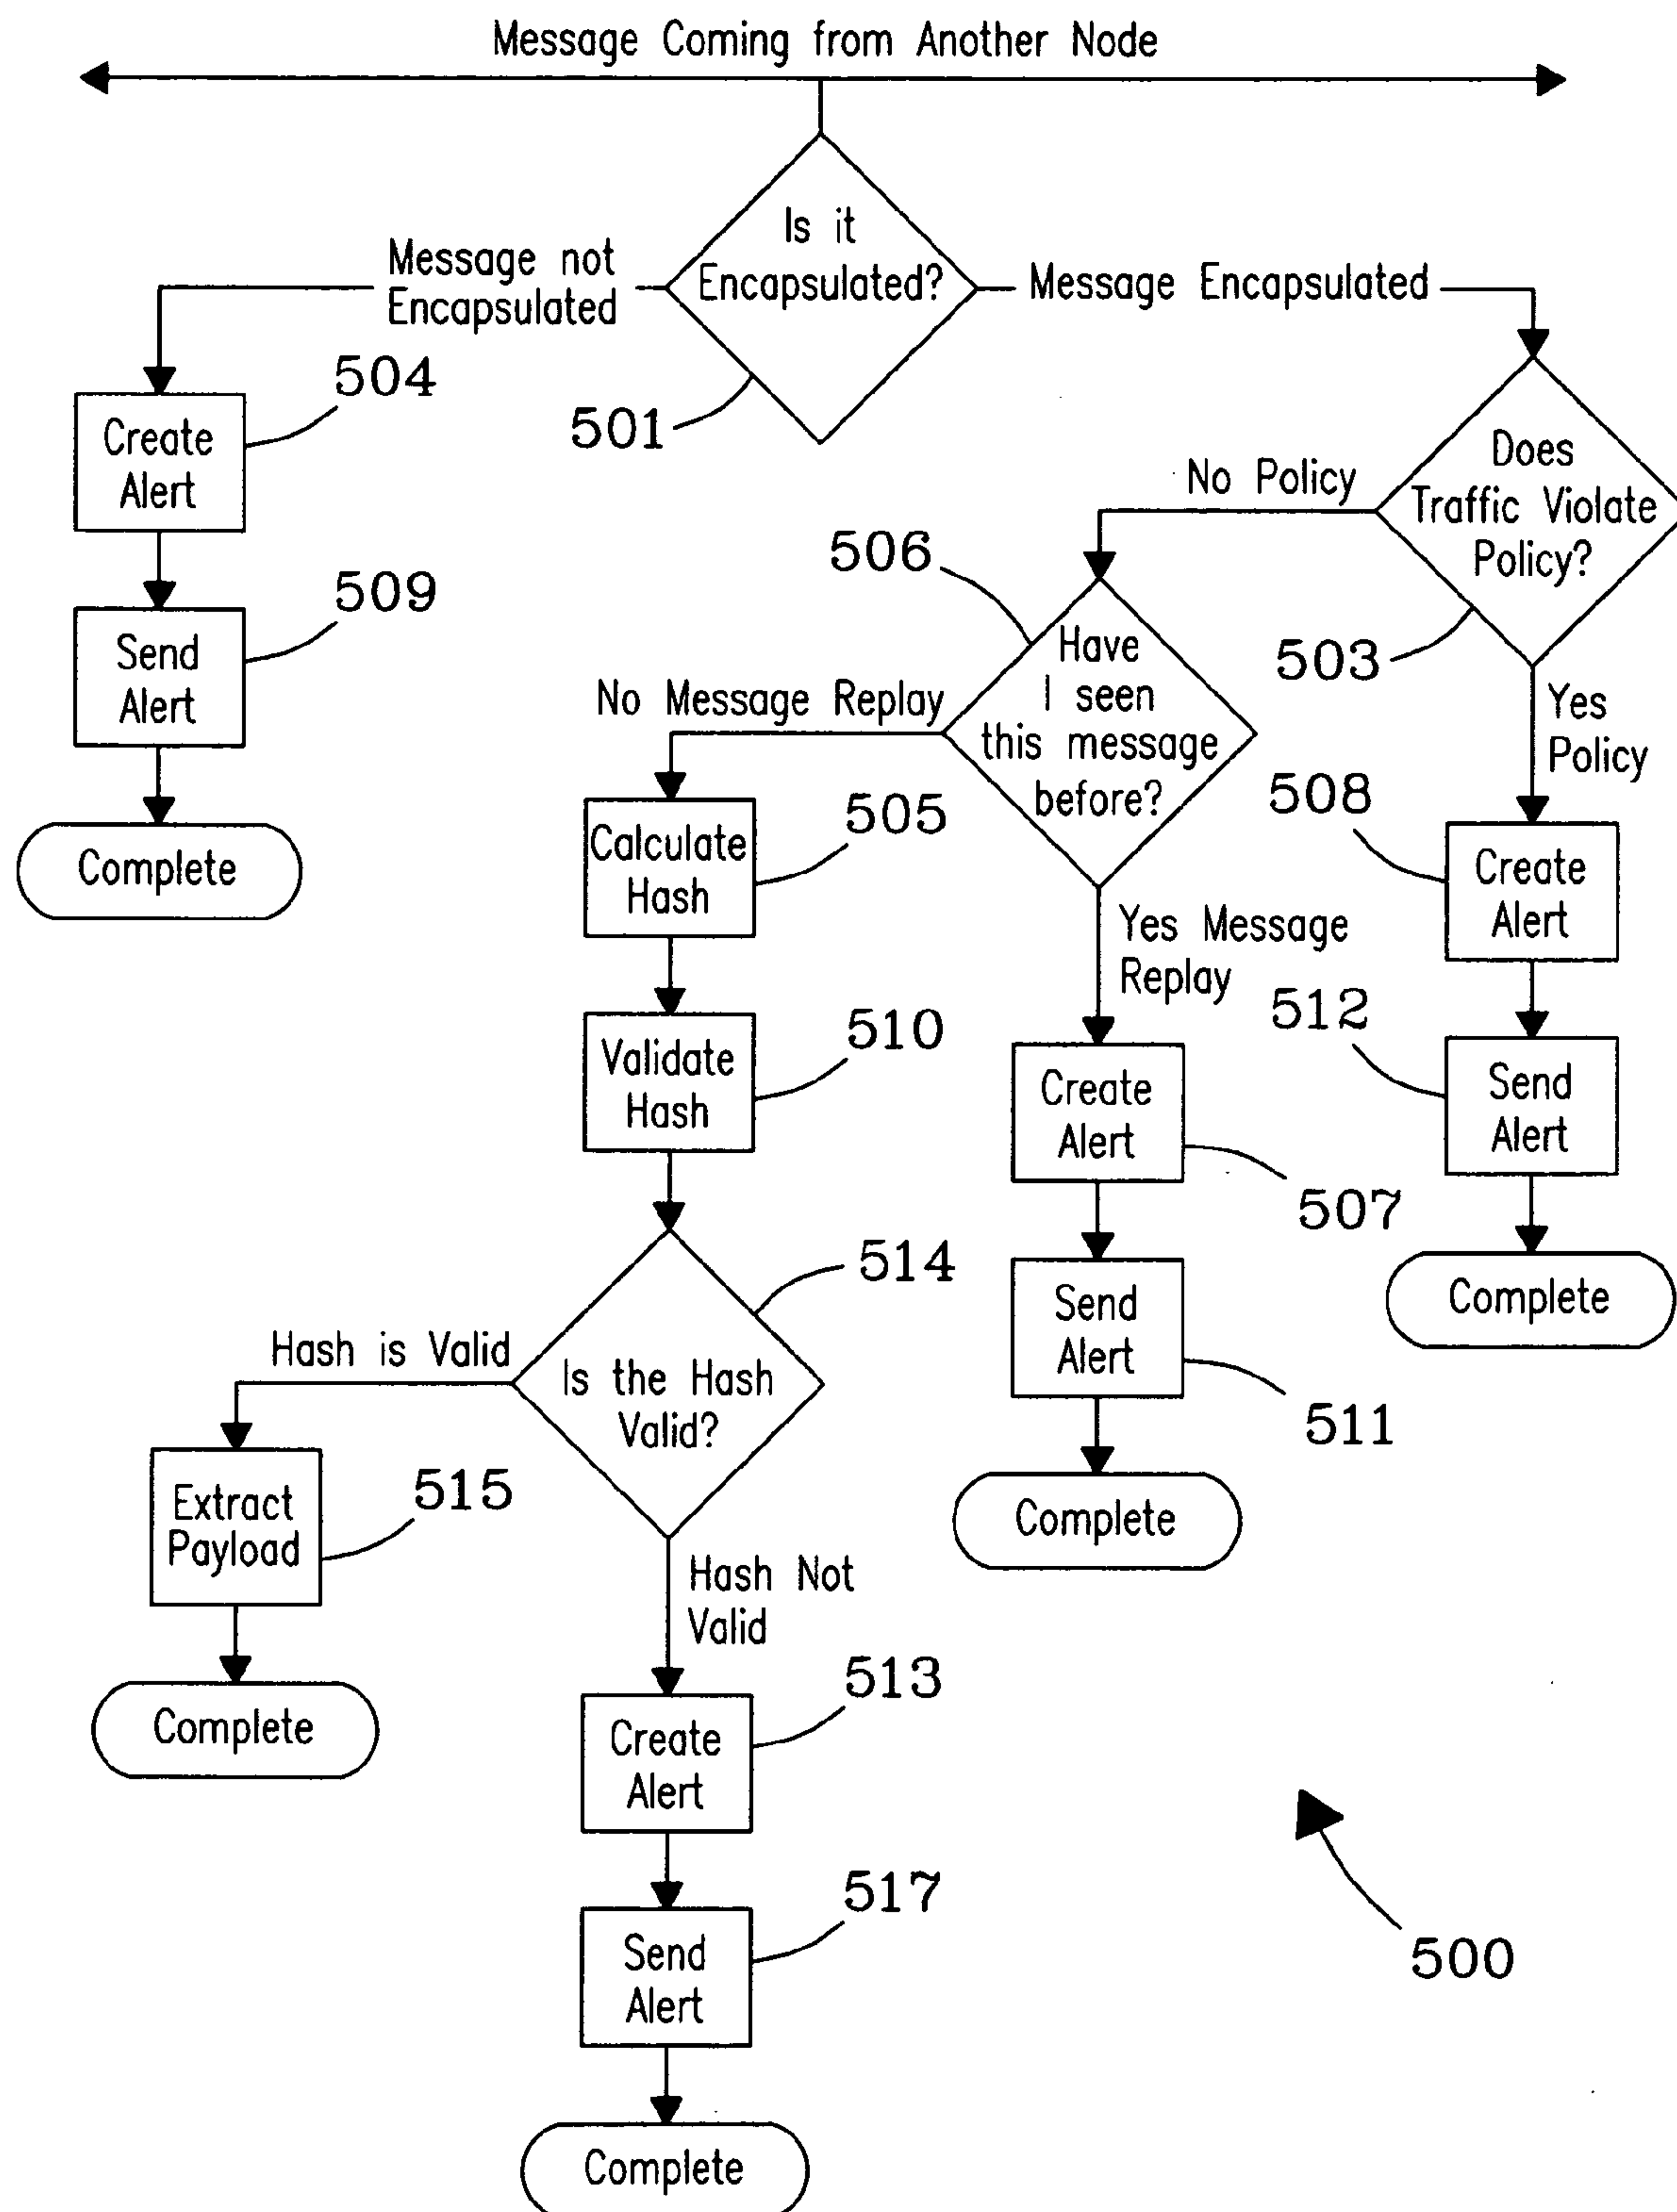 Message Coming from Another Node
Is it
Encapsulated?
501
Message not
Encapsulated
Message Encapsulated
504
Create
Alert
509
Send
Alert
Complete
Does
Traffic Violate
Policy?
503
No Policy
Yes
Policy
506
Have
I seen
this message
before?
No Message Replay
Yes Message
Replay
508
Create
Alert
512
Send
Alert
Complete
505
Calculate
Hash
510
Validate
Hash
507
Create
Alert
511
Send
Alert
Complete
514
Is the Hash
Valid?
Hash is Valid
Hash Not
Valid
515
Extract
Payload
Complete
513
Create
Alert
517
Send
Alert
Complete
500